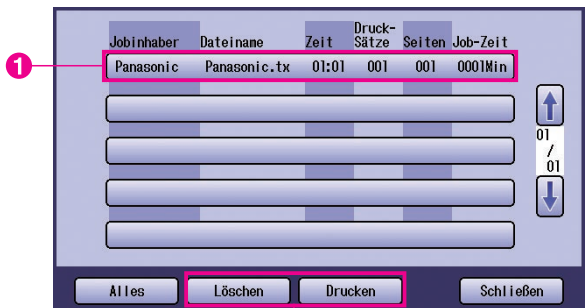 Jobinhaber Dateiname Zeit Druck-Sätze Seiten Job-Zeit
1
Panasonic Panasonic.tx 01:01 001 001 0001Min
01
/
01
Alles Löschen Drucken Schließen